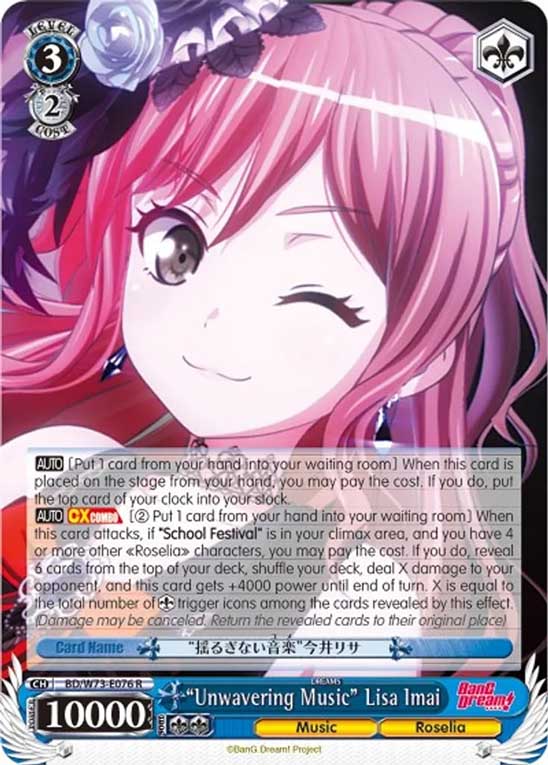 LEVEL
3
2
COST
AUTO [Put 1 card from your hand into your waiting room] When this card is
placed on the stage from your hand, you may pay the cost. If you do, put
the top card of your clock into your stock.
AUTO CXCOMBO [② Put 1 card from your hand into your waiting room] When
this card attacks, if "School Festival" is in your climax area, and you have 4
or more other «Roselia» characters, you may pay the cost. If you do, reveal
6 cards from the top of your deck, shuffle your deck, deal X damage to your
opponent, and this card gets +4000 power until end of turn. X is equal to
the total number of trigger icons among the cards revealed by this effect.
(Damage may be canceled. Return the revealed cards to their original place)
Card Name “揺るぎない音楽”今井リサ
CH BD/W73-E076 R
DREAMS
“Unwavering Music” Lisa Imai
BanG Dream!
POWER 10000 SOUL
Music Roselia
©BanG Dream! Project